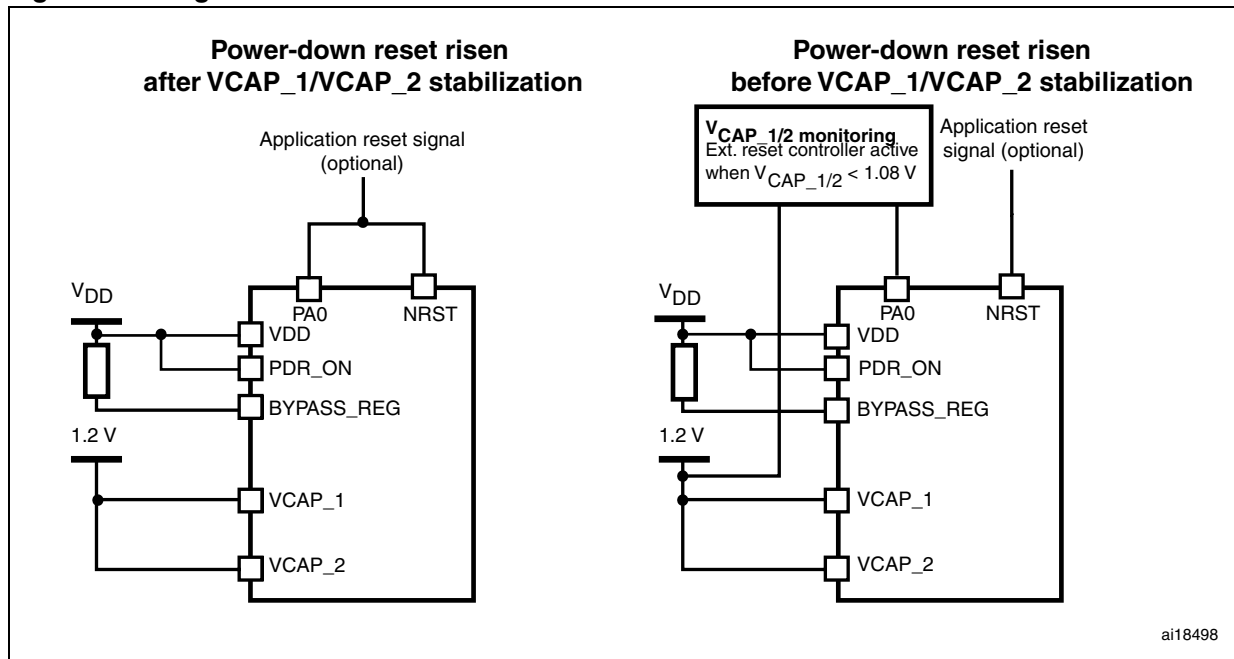 Power-down reset risen
after VCAP_1/VCAP_2 stabilization
Application reset signal
(optional)
VDD
PA0
NRST
VDD
PDR_ON
BYPASS_REG
1.2 V
VCAP_1
VCAP_2
Power-down reset risen
before VCAP_1/VCAP_2 stabilization
VCAP_1/2 monitoring
Ext. reset controller active
when VCAP_1/2 < 1.08 V
Application reset
signal (optional)
VDD
PA0
NRST
VDD
PDR_ON
BYPASS_REG
1.2 V
VCAP_1
VCAP_2
ai18498